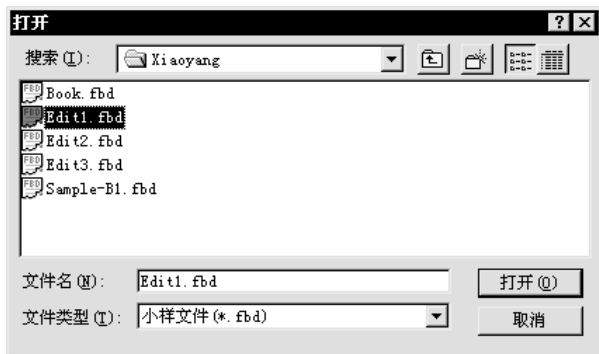 打开
搜索(I): Xiaoyang
Book.fbd
Edit1.fbd
Edit2.fbd
Edit3.fbd
Sample-B1.fbd
文件名(N): Edit1.fbd 打开(O)
文件类型(T): 小样文件(*.fbd) 取消